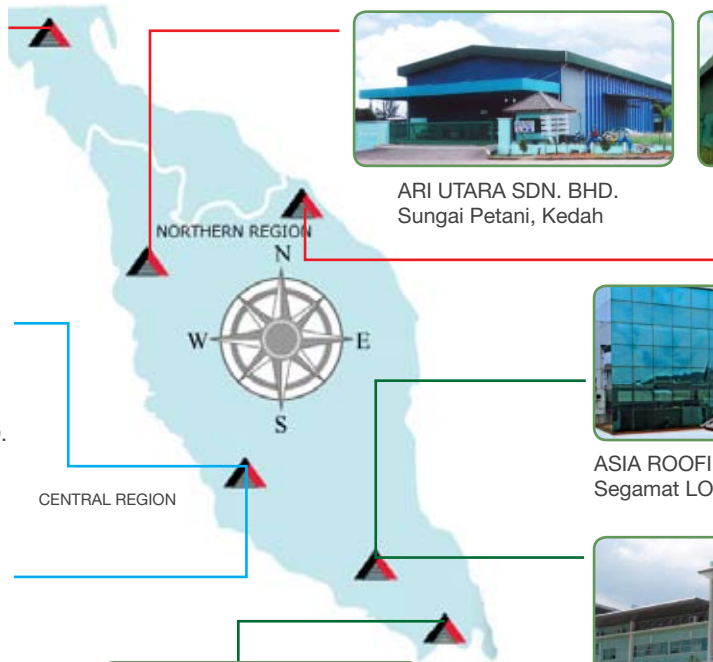 ARI UTARA SDN. BHD.
Sungai Petani, Kedah
NORTHERN REGION
N
W
E
S
CENTRAL REGION
ASIA ROOFI
Segamat LO